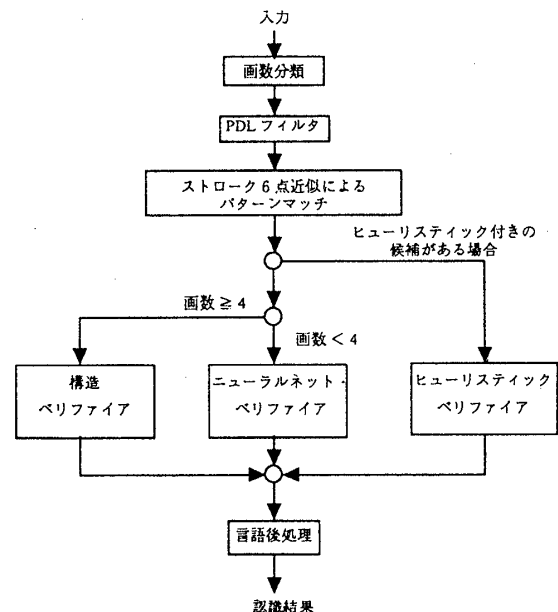 入力
画数分類
PDL フィルタ
ストローク 6 点近似による
パターンマッチ
ヒューリスティック付きの
候補がある場合
画数 ≧ 4
画数 < 4
構造
ベリファイア
ニューラルネット・
ベリファイア
ヒューリスティック
ベリファイア
言語後処理
認識結果